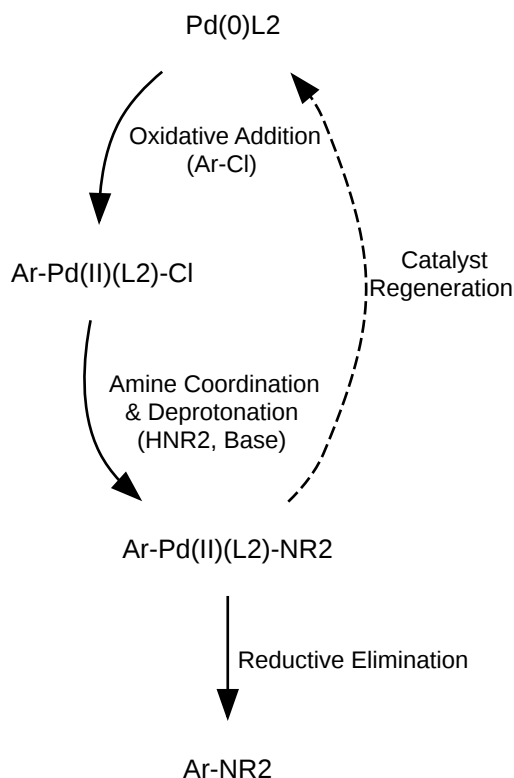 Pd(0)L2
Oxidative Addition
(Ar-Cl)
Ar-Pd(II)(L2)-Cl
Catalyst
Regeneration
Amine Coordination
& Deprotonation
(HNR2, Base)
Ar-Pd(II)(L2)-NR2
Reductive Elimination
Ar-NR2